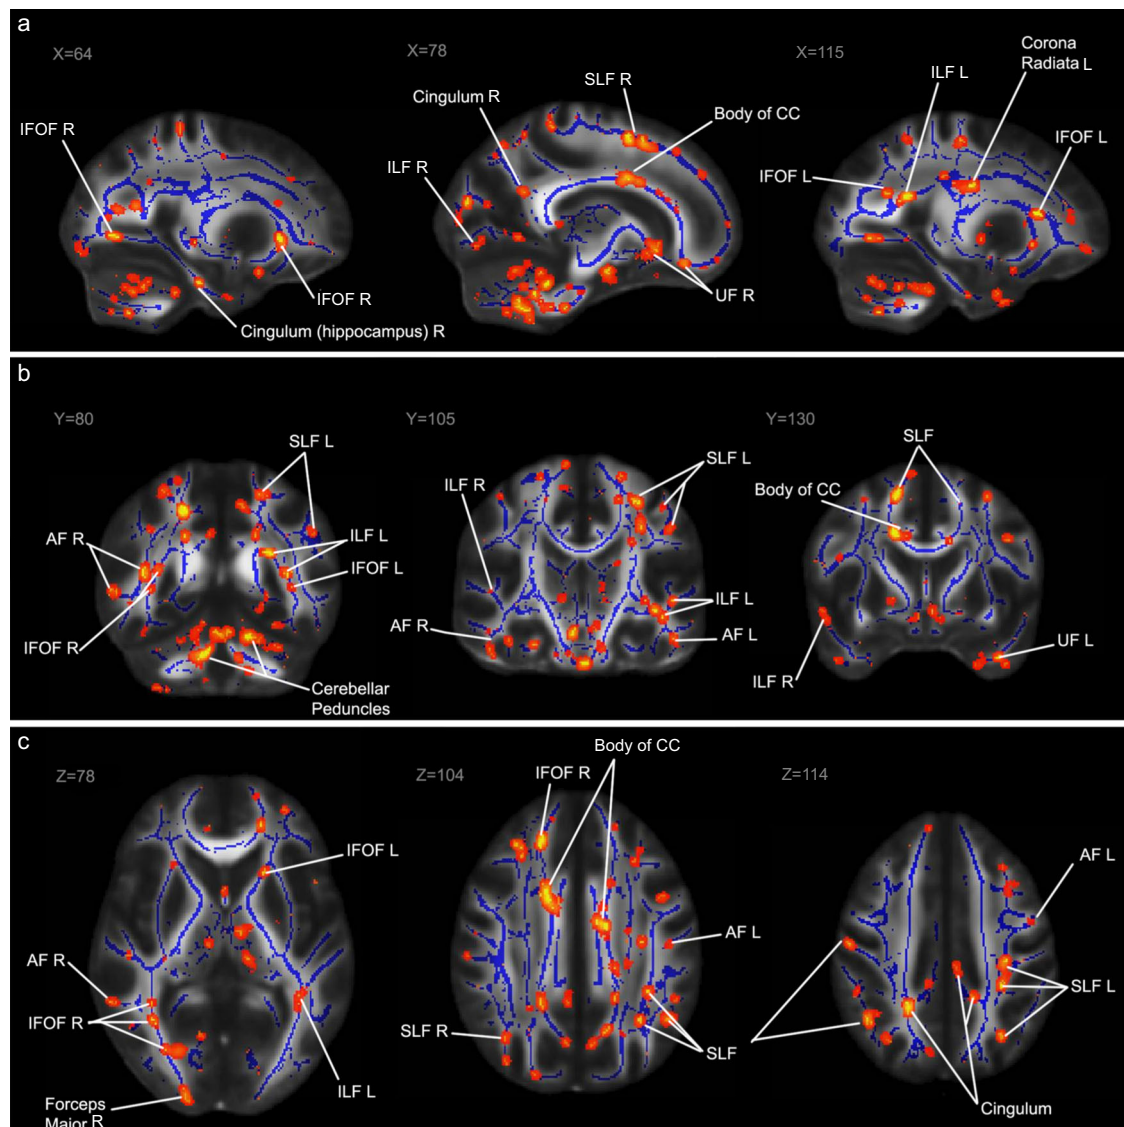 a
X=64
X=78
X=115
Corona
Radiata L
ILF L
SLF R
Cingulum R
Body of CC
IFOF R
IFOF L
ILF R
IFOF L
IFOF R
UF R
Cingulum (hippocampus) R
b
Y=80
Y=105
Y=130
SLF L
SLF
SLF L
ILF R
Body of CC
AF R
ILF L
IFOF L
ILF L
AF R
AF L
UF L
IFOF R
ILF R
Cerebellar
Peduncles
c
Body of CC
Z=78
Z=104
IFOF R
Z=114
IFOF L
AF L
AF L
AF R
SLF L
IFOF R
SLF R
SLF
ILF L
Forceps
Major R
Cingulum